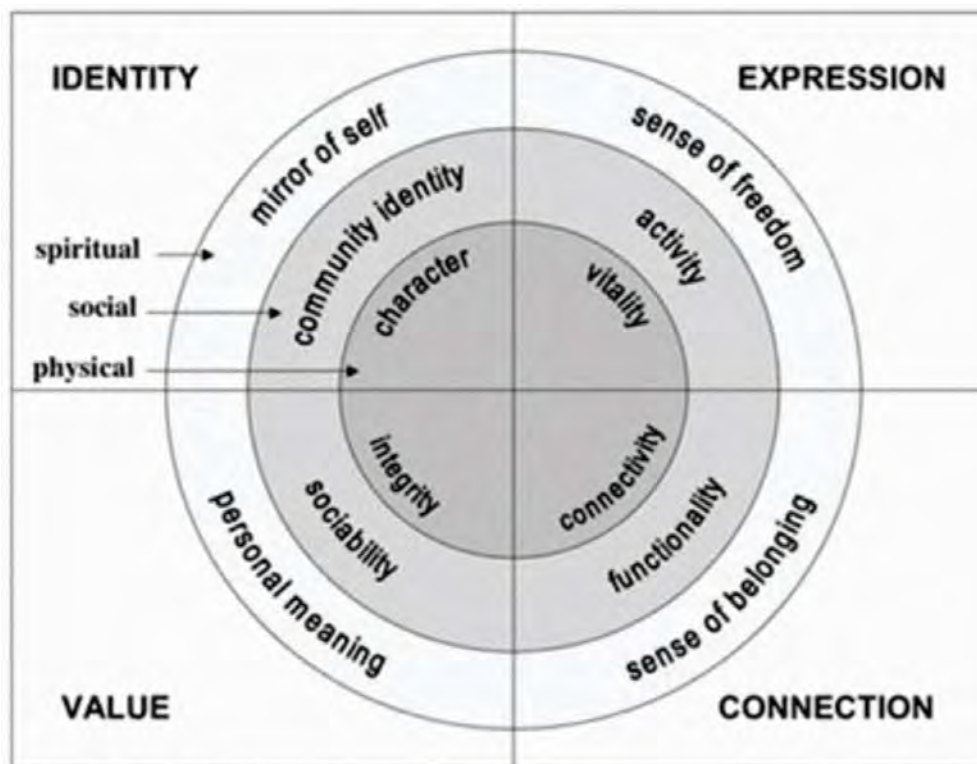 IDENTITY
EXPRESSION
mirror of self
sense of freedom
community identity
activity
character
vitality
spiritual
social
physical
integrity
connectivity
sociability
functionality
personal meaning
sense of belonging
VALUE
CONNECTION